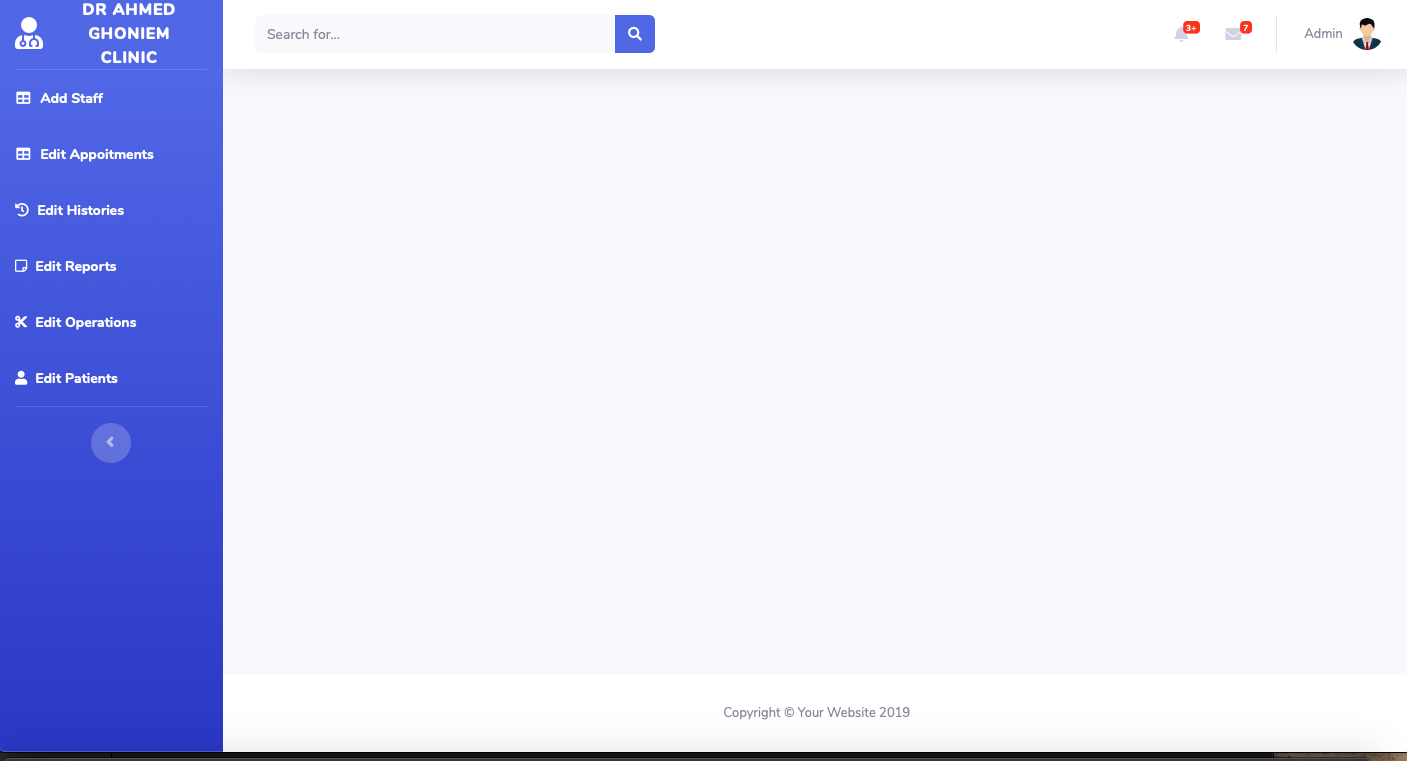 DR AHMED
GHONIEM
CLINIC
Search for...
3+
7
Admin
Add Staff
Edit Appoitments
Edit Histories
Edit Reports
Edit Operations
Edit Patients
Copyright © Your Website 2019